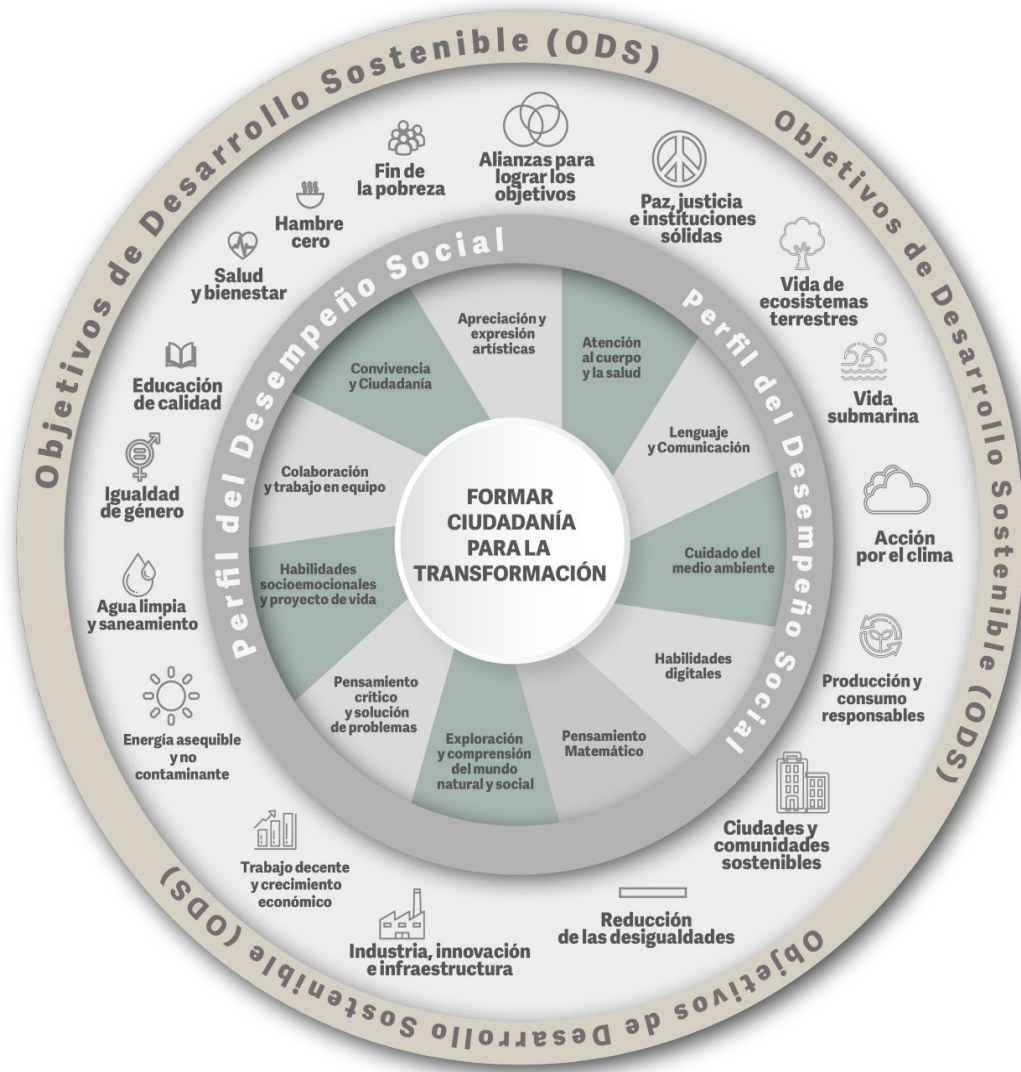 Objetivos de Desarrollo Sostenible (ODS)
Objetivos de Desarrollo Sostenible (ODS)
Objetivos de Desarrollo Sostenible (ODS)
Alianzas para
lograr los
objetivos
Paz, justicia
e instituciones
sólidas
Vida de
ecosistemas
terrestres
Vida
submarina
Acción
por el clima
Producción y
consumo
responsables
Ciudades y
comunidades
sostenibles
Reducción
de las desigualdades
Industria, innovación
e infraestructura
Trabajo decente
y crecimiento
económico
Energía asequible
y no
contaminante
Agua limpia
y saneamiento
Igualdad
de género
Educación
de calidad
Salud
y bienestar
Hambre
cero
Fin de
la pobreza
Perfil del Desempeño Social
Perfil del Desempeño Social
Apreciación y
expresión
artísticas
Atención
al cuerpo
y la salud
Lenguaje
y Comunicación
Cuidado del
medio ambiente
Habilidades
digitales
Pensamiento
Matemático
Exploración
y comprensión
del mundo
natural y social
Pensamiento
crítico
y solución
de problemas
Habilidades
socioemocionales
y proyecto de vida
Colaboración
y trabajo en equipo
Convivencia
y Ciudadanía
FORMAR
CIUDADANÍA
PARA LA
TRANSFORMACIÓN